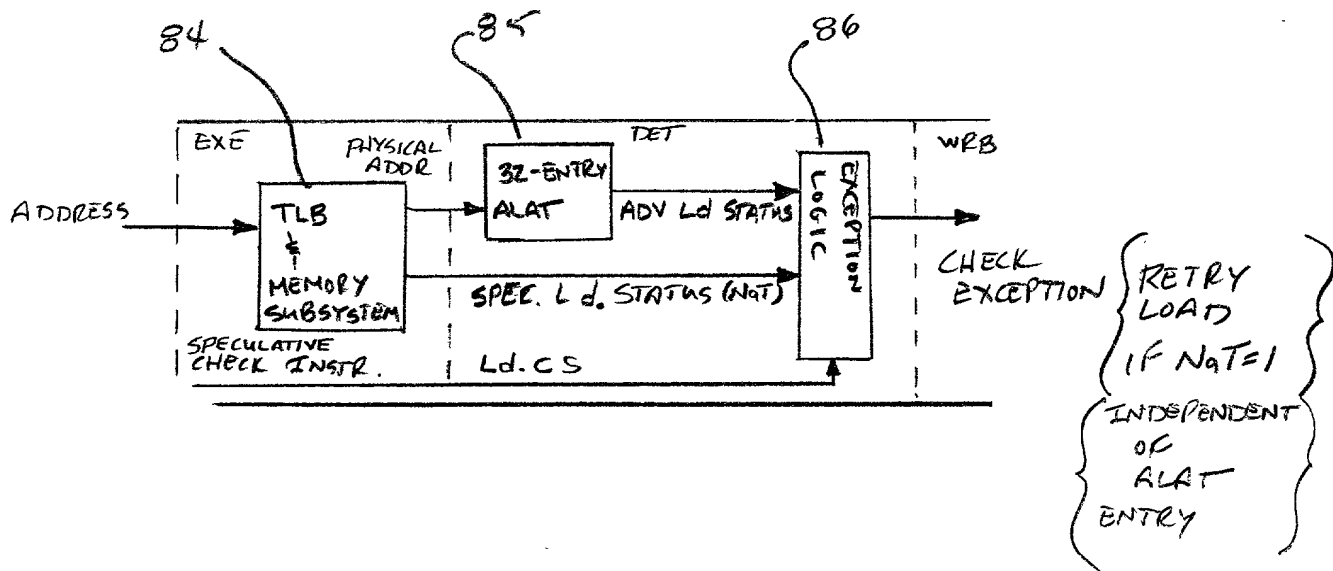 84
85
86
EXE
PHYSICAL
ADDR
DET
WRB
ADDRESS
TLB
&
MEMORY
SUBSYSTEM
32-ENTRY
ALAT
ADV Ld STATUS
SPEC. Ld. STATUS (NaT)
EXCEPTION
LOGIC
SPECULATIVE
CHECK INSTR.
Ld.CS
CHECK
EXCEPTION
RETRY
LOAD
IF NaT=1
INDEPENDENT
OF
ALAT
ENTRY